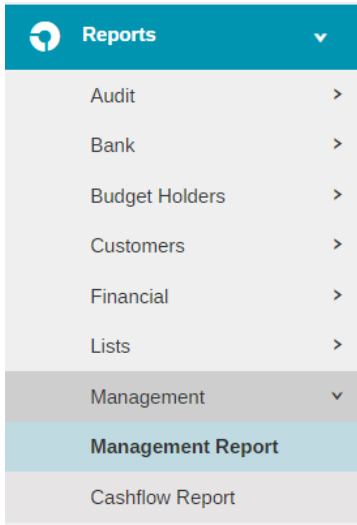 Reports
Audit
Bank
Budget Holders
Customers
Financial
Lists
Management
Management Report
Cashflow Report